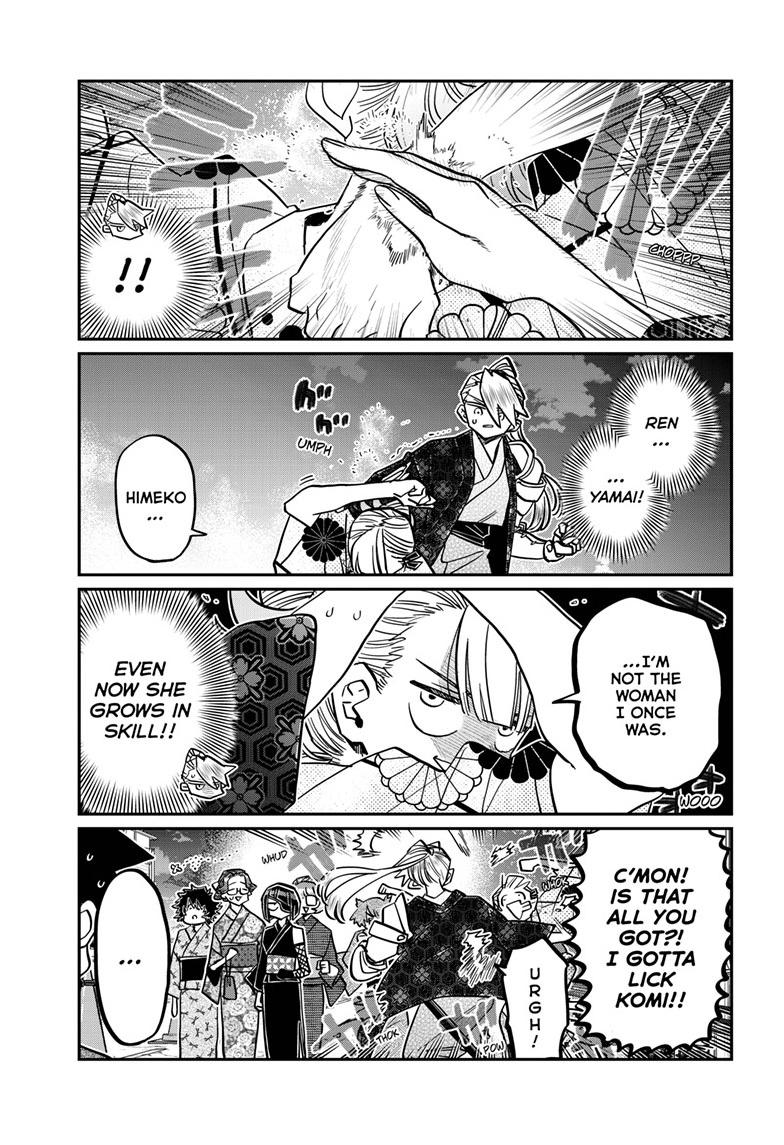 !!
CHOPPP
REN
...
...
YAMAI!
UMPH
HIMEKO
...
...I'M
NOT THE
WOMAN
I ONCE
WAS.
EVEN
NOW SHE
GROWS IN
SKILL!!
WOOO
C'MON!
IS THAT
ALL YOU
GOT?!
I GOTTA
LICK
KOMI!!
WHUD
URGH!
THOK
POW
...